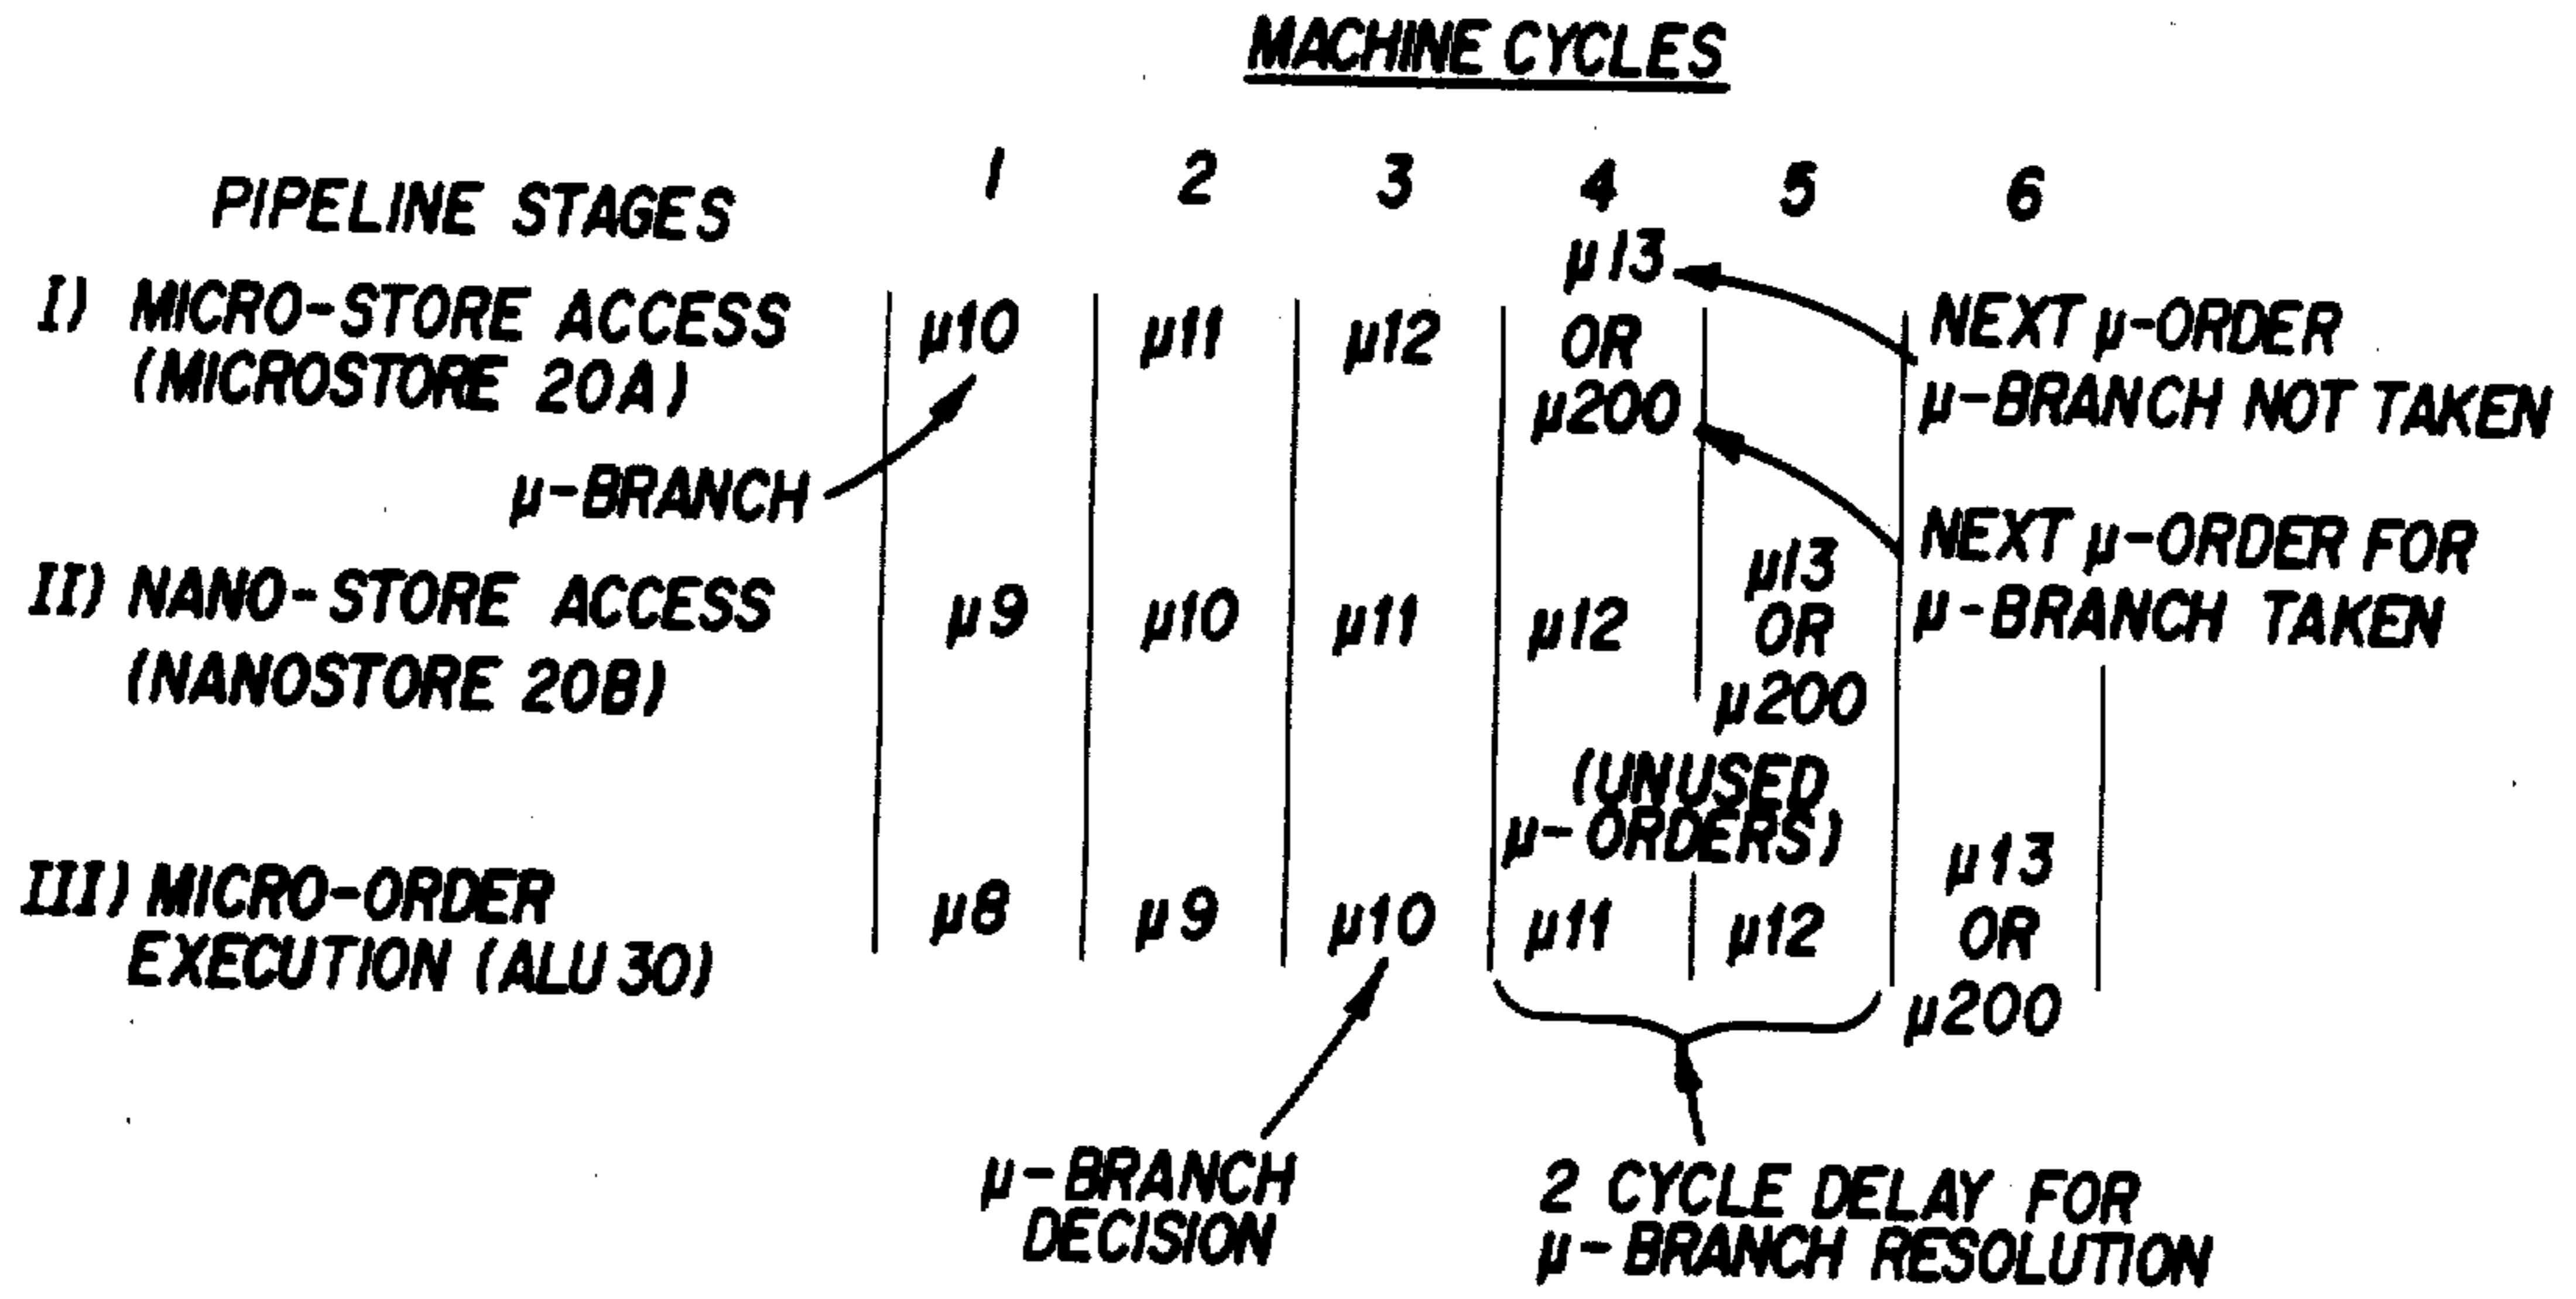 MACHINE CYCLES
PIPELINE STAGES 1 2 3 4 5 6
I) MICRO-STORE ACCESS
(MICROSTORE 20A)
µ10 µ11 µ12
µ13
OR
µ200
NEXT µ-ORDER
µ-BRANCH NOT TAKEN
µ-BRANCH
NEXT µ-ORDER FOR
µ-BRANCH TAKEN
II) NANO-STORE ACCESS
(NANOSTORE 20B)
µ9 µ10 µ11 µ12
µ13
OR
µ200
(UNUSED
µ-ORDERS)
III) MICRO-ORDER
EXECUTION (ALU 30)
µ8 µ9 µ10 µ11 µ12
µ13
OR
µ200
µ-BRANCH
DECISION
2 CYCLE DELAY FOR
µ-BRANCH RESOLUTION